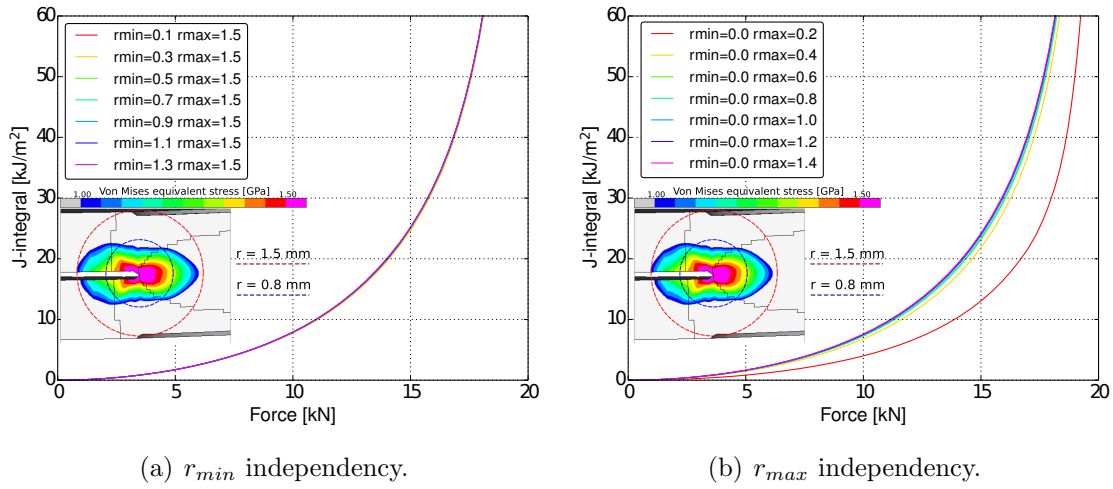 60
50
40
30
20
10
0
J-integral [kJ/m²]
rmin=0.1 rmax=1.5
rmin=0.3 rmax=1.5
rmin=0.5 rmax=1.5
rmin=0.7 rmax=1.5
rmin=0.9 rmax=1.5
rmin=1.1 rmax=1.5
rmin=1.3 rmax=1.5
Von Mises equivalent stress [GPa]
1.00
1.50
r = 1.5 mm
r = 0.8 mm
0
5
10
15
20
Force [kN]
(a) r_min independency.
60
50
40
30
20
10
0
J-integral [kJ/m²]
rmin=0.0 rmax=0.2
rmin=0.0 rmax=0.4
rmin=0.0 rmax=0.6
rmin=0.0 rmax=0.8
rmin=0.0 rmax=1.0
rmin=0.0 rmax=1.2
rmin=0.0 rmax=1.4
Von Mises equivalent stress [GPa]
1.00
1.50
r = 1.5 mm
r = 0.8 mm
0
5
10
15
20
Force [kN]
(b) r_max independency.